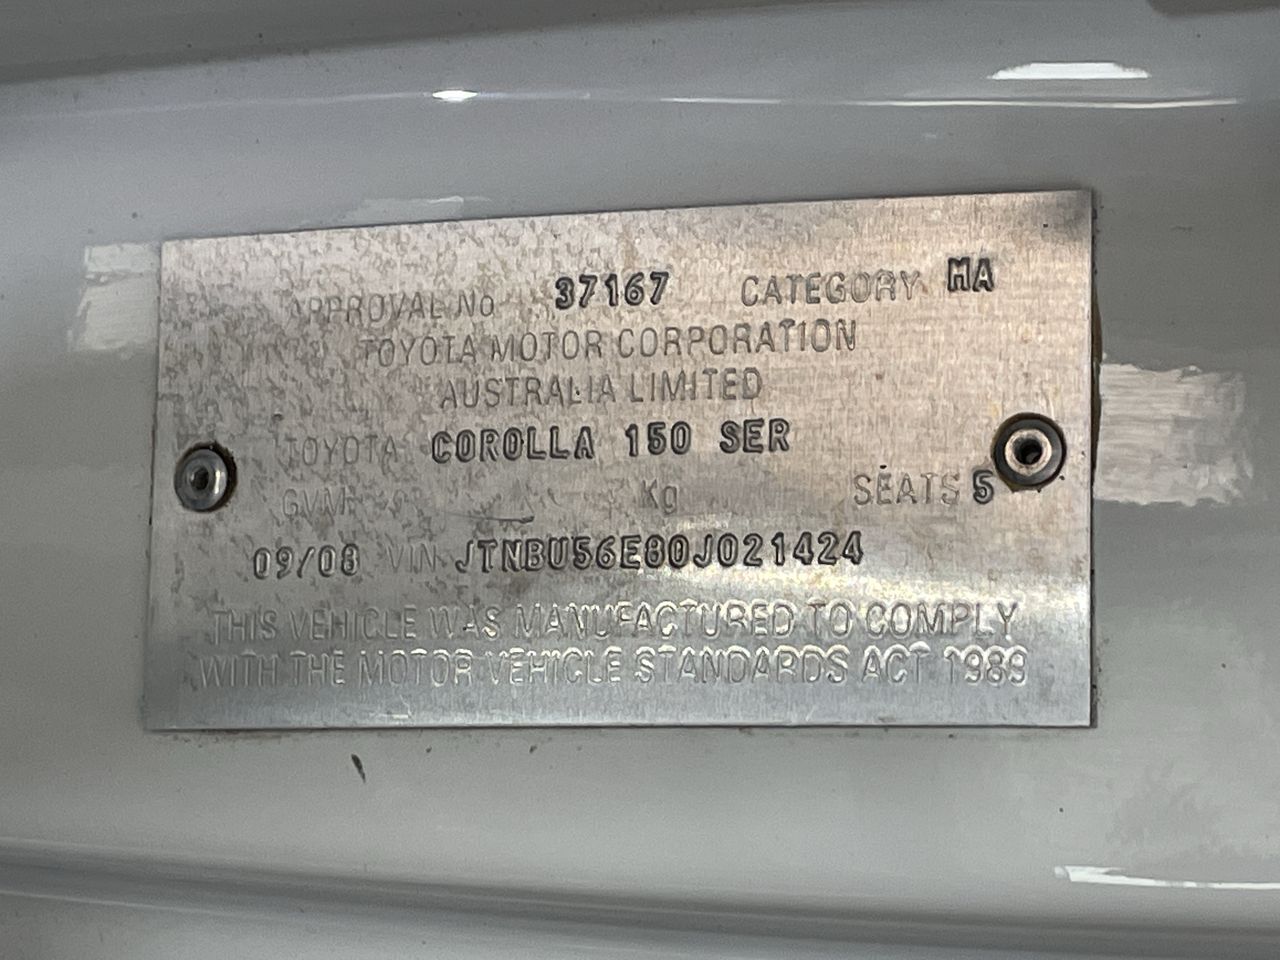 APPROVAL No 37167 CATEGORY MA
TOYOTA MOTOR CORPORATION
AUSTRALIA LIMITED
TOYOTA COROLLA 150 SER
GVM Kg SEATS 5
09/08 VIN JTNBU56E80J021424
THIS VEHICLE WAS MANUFACTURED TO COMPLY
WITH THE MOTOR VEHICLE STANDARDS ACT 1989